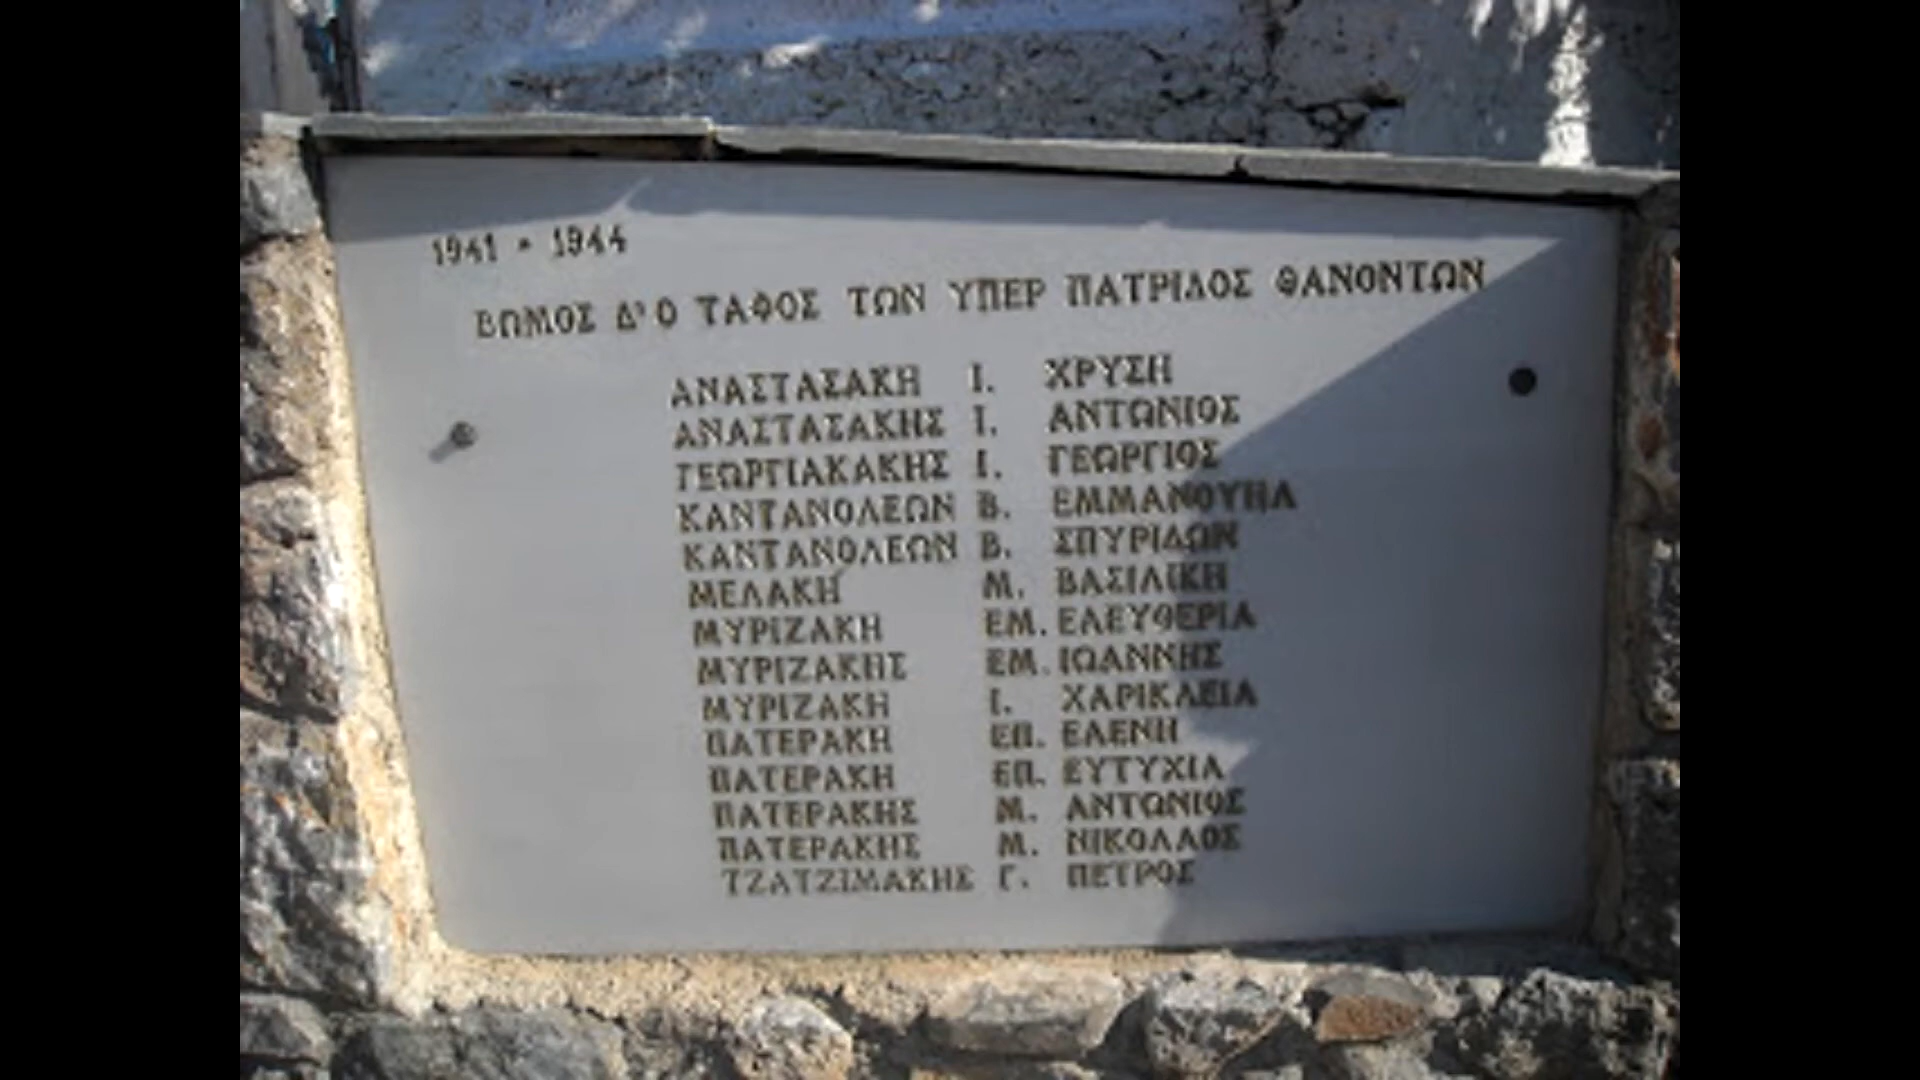 1941 - 1944
ΒΩΜΟΣ Δ' Ο ΤΑΦΟΣ ΤΩΝ ΥΠΕΡ ΠΑΤΡΙΔΟΣ ΘΑΝΟΝΤΩΝ
ΑΝΑΣΤΑΣΑΚΗ Ι. ΧΡΥΣΗ
ΑΝΑΣΤΑΣΑΚΗΣ Ι. ΑΝΤΩΝΙΟΣ
ΓΕΩΡΓΙΑΚΑΚΗΣ Ι. ΓΕΩΡΓΙΟΣ
ΚΑΝΤΑΝΟΛΕΩΝ Β. ΕΜΜΑΝΟΥΗΛ
ΚΑΝΤΑΝΟΛΕΩΝ Β. ΣΠΥΡΙΔΩΝ
ΜΕΛΑΚΗ Μ. ΒΑΣΙΛΙΚΗ
ΜΥΡΙΖΑΚΗ ΕΜ. ΕΛΕΥΘΕΡΙΑ
ΜΥΡΙΖΑΚΗΣ ΕΜ. ΙΩΑΝΝΗΣ
ΜΥΡΙΖΑΚΗ Ι. ΧΑΡΙΚΛΕΙΑ
ΠΑΤΕΡΑΚΗ ΕΠ. ΕΛΕΝΗ
ΠΑΤΕΡΑΚΗ ΕΠ. ΕΥΤΥΧΙΑ
ΠΑΤΕΡΑΚΗΣ Μ. ΑΝΤΩΝΙΟΣ
ΠΑΤΕΡΑΚΗΣ Μ. ΝΙΚΟΛΑΟΣ
ΤΖΑΤΖΙΜΑΚΗΣ Γ. ΠΕΤΡΟΣ